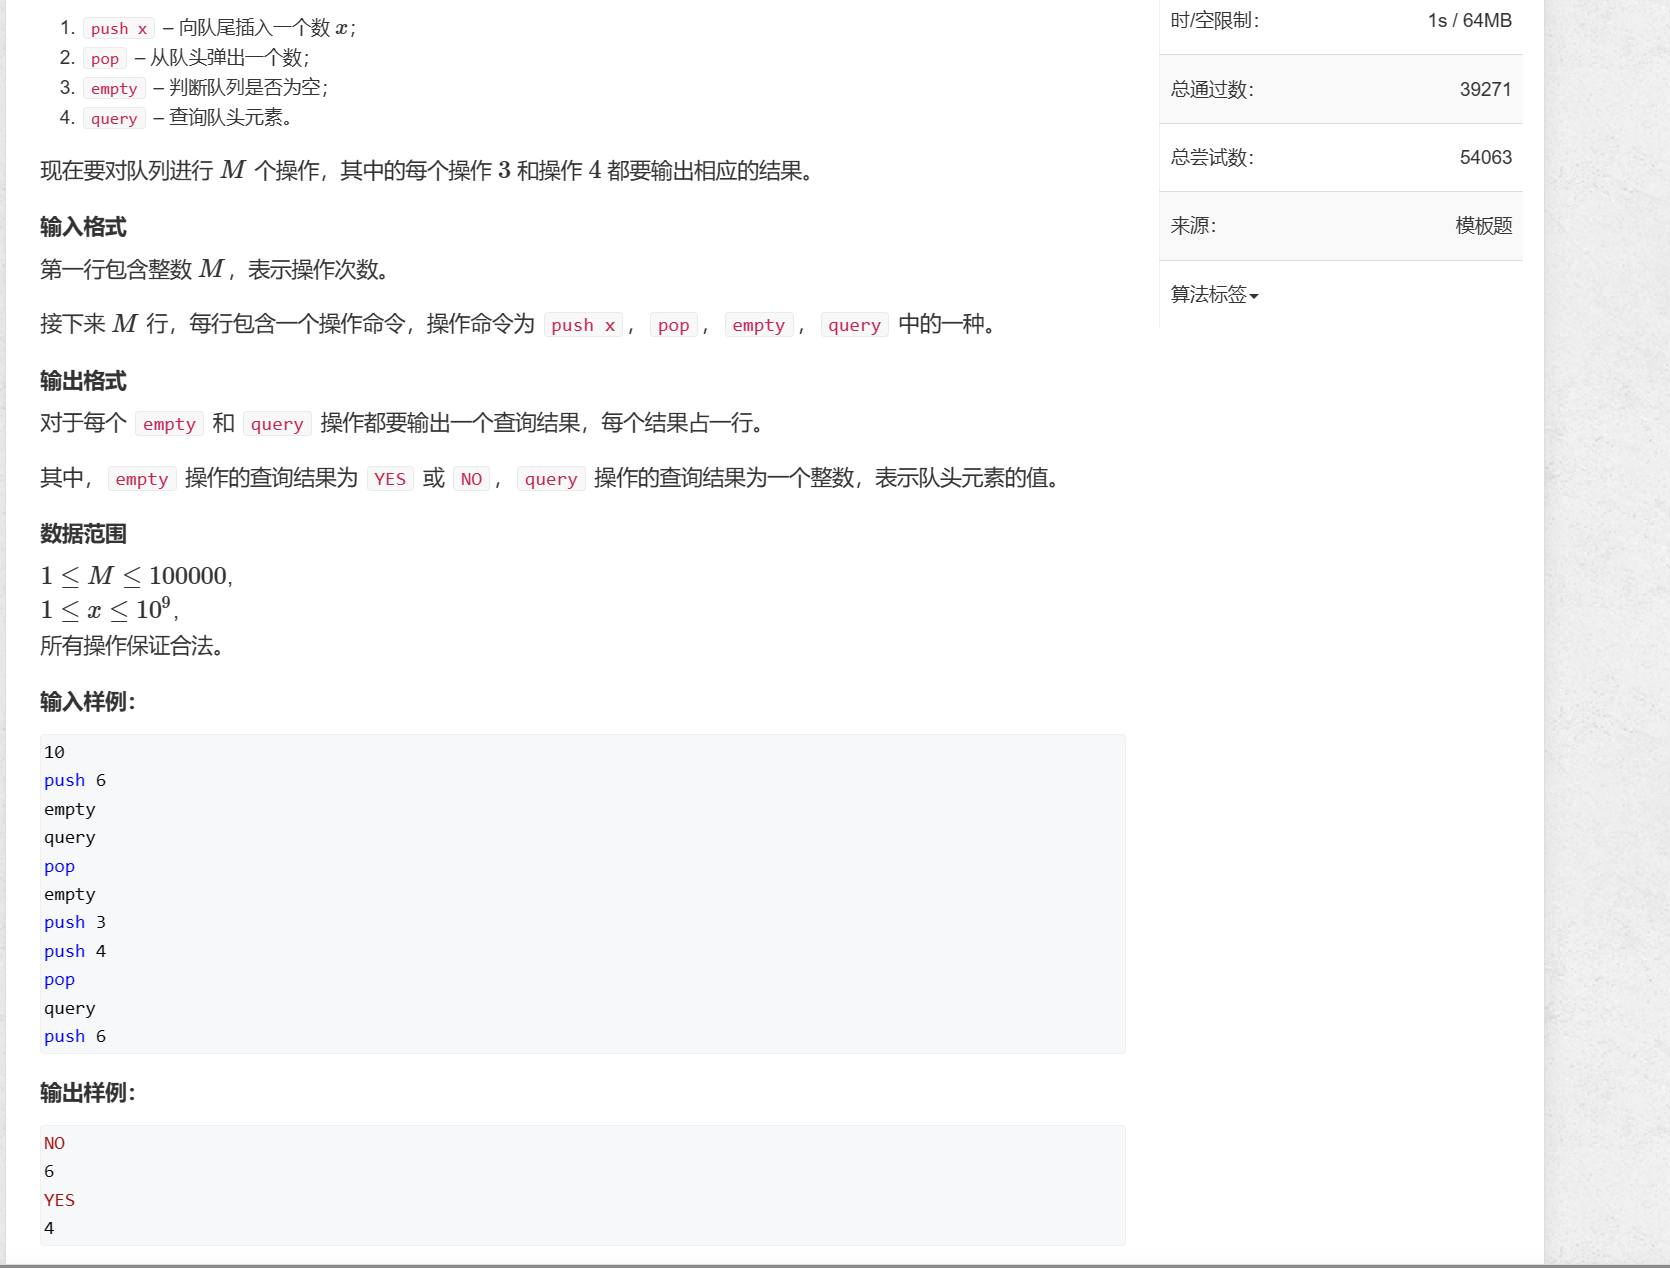 1. push x – 向队尾插入一个数 x；
2. pop – 从队头弹出一个数；
3. empty – 判断队列是否为空；
4. query – 查询队头元素。
现在要对队列进行 M 个操作，其中的每个操作 3 和操作 4 都要输出相应的结果。
输入格式
第一行包含整数 M，表示操作次数。
接下来 M 行，每行包含一个操作命令，操作命令为 push x，pop，empty，query 中的一种。
输出格式
对于每个 empty 和 query 操作都要输出一个查询结果，每个结果占一行。
其中，empty 操作的查询结果为 YES 或 NO，query 操作的查询结果为一个整数，表示队头元素的值。
数据范围
1 ≤ M ≤ 100000,
1 ≤ x ≤ 10⁹,
所有操作保证合法。
输入样例：
10
push 6
empty
query
pop
empty
push 3
push 4
pop
query
push 6
输出样例：
NO
6
YES
4
时/空限制： 1s / 64MB
总通过数： 39271
总尝试数： 54063
来源： 模板题
算法标签